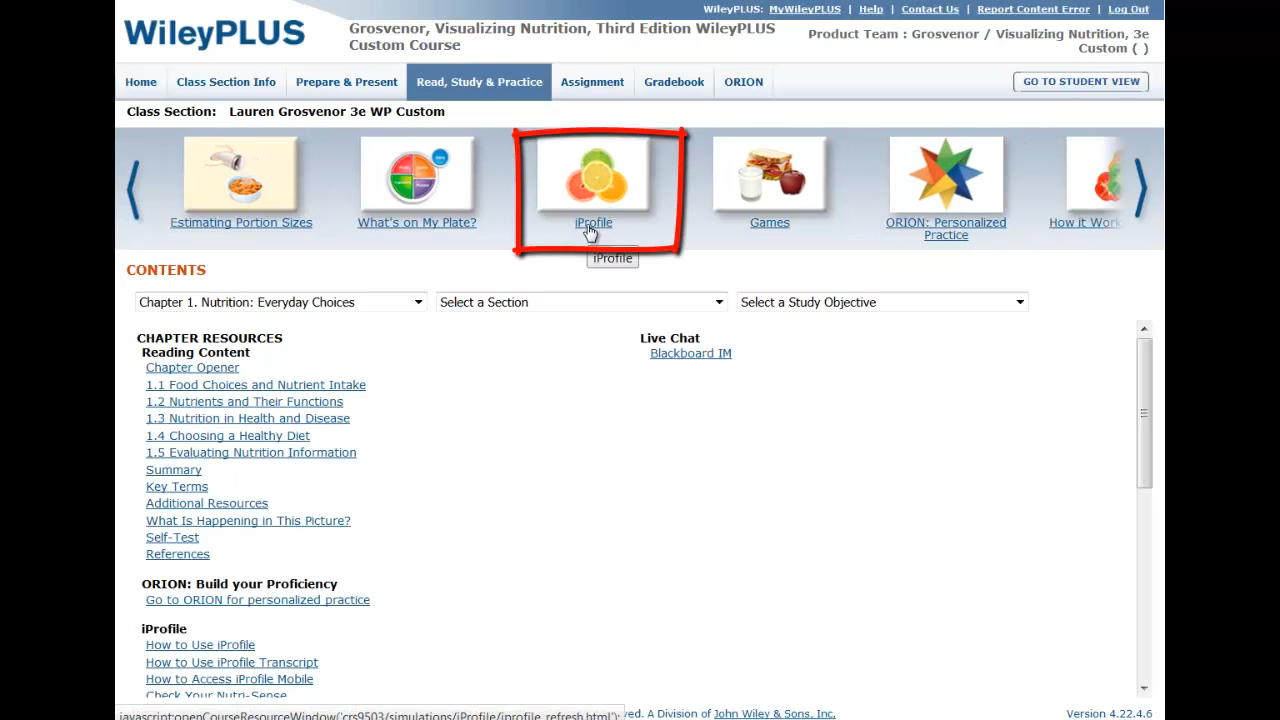 WileyPLUS: MyWileyPLUS | Help | Contact Us | Report Content Error | Log Out
WileyPLUS
Grosvenor, Visualizing Nutrition, Third Edition WileyPLUS
Custom Course
Product Team : Grosvenor / Visualizing Nutrition, 3e
Custom ( )
Home
Class Section Info
Prepare & Present
Read, Study & Practice
Assignment
Gradebook
ORION
GO TO STUDENT VIEW
Class Section: Lauren Grosvenor 3e WP Custom
Estimating Portion Sizes
What's on My Plate?
iProfile
Games
ORION: Personalized
Practice
How it Work
iProfile
CONTENTS
Chapter 1. Nutrition: Everyday Choices
Select a Section
Select a Study Objective
CHAPTER RESOURCES
Reading Content
Chapter Opener
1.1 Food Choices and Nutrient Intake
1.2 Nutrients and Their Functions
1.3 Nutrition in Health and Disease
1.4 Choosing a Healthy Diet
1.5 Evaluating Nutrition Information
Summary
Key Terms
Additional Resources
What Is Happening in This Picture?
Self-Test
References
ORION: Build your Proficiency
Go to ORION for personalized practice
iProfile
How to Use iProfile
How to Use iProfile Transcript
How to Access iProfile Mobile
Check Your Nutri-Sense
Live Chat
Blackboard IM
javascript:openCourseResourceWindow('crs9503/simulations/iProfile/iprofile_refresh.html');
ved. A Division of John Wiley & Sons, Inc.
Version 4.22.4.6